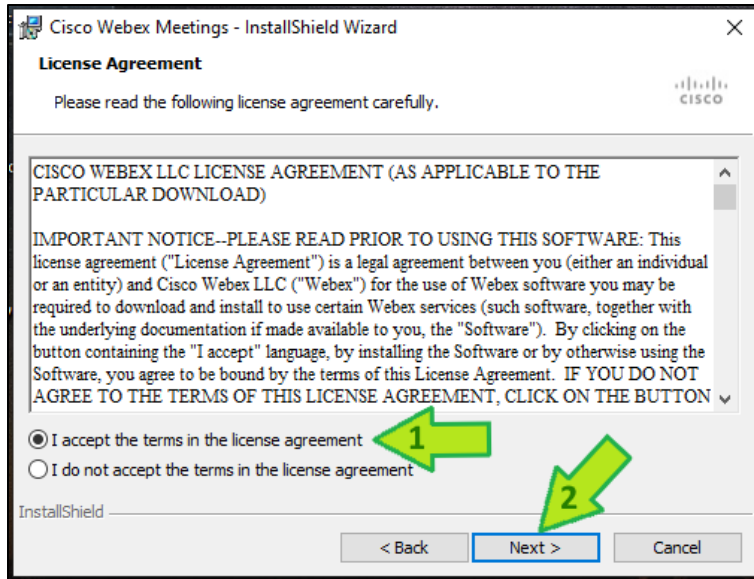 Cisco Webex Meetings - InstallShield Wizard
License Agreement
Please read the following license agreement carefully.
CISCO
CISCO WEBEX LLC LICENSE AGREEMENT (AS APPLICABLE TO THE
PARTICULAR DOWNLOAD)
IMPORTANT NOTICE--PLEASE READ PRIOR TO USING THIS SOFTWARE: This
license agreement ("License Agreement") is a legal agreement between you (either an individual
or an entity) and Cisco Webex LLC ("Webex") for the use of Webex software you may be
required to download and install to use certain Webex services (such software, together with
the underlying documentation if made available to you, the "Software"). By clicking on the
button containing the "I accept" language, by installing the Software or by otherwise using the
Software, you agree to be bound by the terms of this License Agreement. IF YOU DO NOT
AGREE TO THE TERMS OF THIS LICENSE AGREEMENT, CLICK ON THE BUTTON
I accept the terms in the license agreement 1
I do not accept the terms in the license agreement
2
InstallShield
< Back Next > Cancel